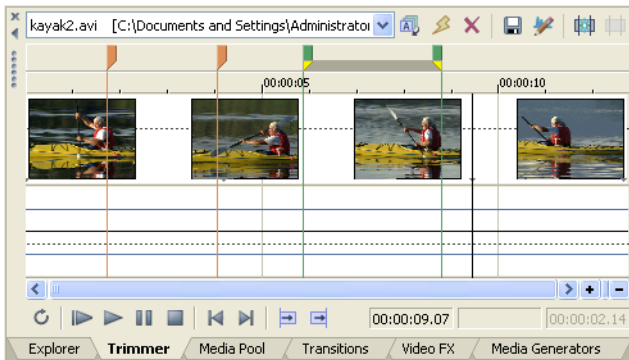 kayak2.avi [C:\Documents and Settings\Administrator
00:00:05 00:00:10
00:00:09.07 00:00:02.14
Explorer Trimmer Media Pool Transitions Video FX Media Generators